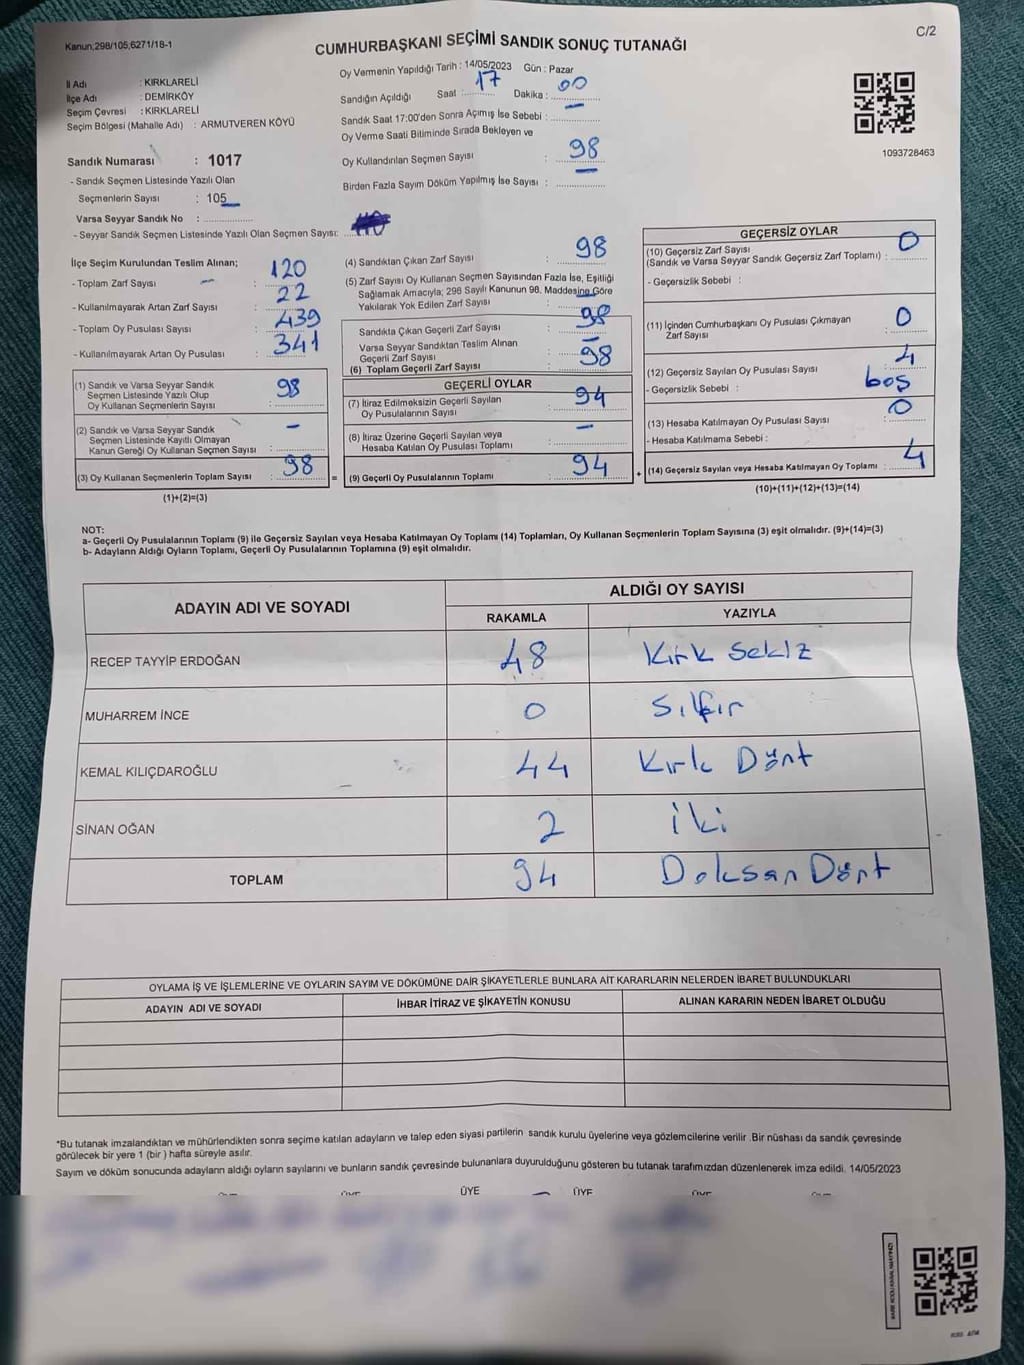 Kanun;298/105,6271/18-1
C/2
CUMHURBAŞKANI SEÇİMİ SANDIK SONUÇ TUTANAĞI
İl Adı : KIRKLARELİ
İlçe Adı : DEMİRKÖY
Seçim Çevresi : KIRKLARELİ
Seçim Bölgesi (Mahalle Adı) : ARMUTVEREN KÖYÜ
Sandık Numarası : 1017
- Sandık Seçmen Listesinde Yazılı Olan
Seçmenlerin Sayısı : 105
Varsa Seyyar Sandık No : ..............
- Seyyar Sandık Seçmen Listesinde Yazılı Olan Seçmen Sayısı:
Oy Vermenin Yapıldığı Tarih : 14/05/2023 Gün : Pazar
Sandığın Açıldığı Saat : 17 Dakika : 00
Sandık Saat 17:00'den Sonra Açımış İse Sebebi : –
Oy Verme Saati Bitiminde Sırada Bekleyen ve
Oy Kullandırılan Seçmen Sayısı : 98
Birden Fazla Sayım Döküm Yapılmış İse Sayısı : –
1093728463
İlçe Seçim Kurulundan Teslim Alınan;
- Toplam Zarf Sayısı : 120
- Kullanılmayarak Artan Zarf Sayısı : 22
- Toplam Oy Pusulası Sayısı : 439
- Kullanılmayarak Artan Oy Pusulası : 341
(1) Sandık ve Varsa Seyyar Sandık
Seçmen Listesinde Yazılı Olup
Oy Kullanan Seçmenlerin Sayısı : 98
(2) Sandık ve Varsa Seyyar Sandık
Seçmen Listesinde Kayıtlı Olmayan
Kanun Gereği Oy Kullanan Seçmen Sayısı : –
(3) Oy Kullanan Seçmenlerin Toplam Sayısı : 98
(1)+(2)=(3)
(4) Sandıktan Çıkan Zarf Sayısı : 98
(5) Zarf Sayısı Oy Kullanan Seçmen Sayısından Fazla İse, Eşitliği
Sağlamak Amacıyla; 298 Sayılı Kanunun 98. Maddesine Göre
Yakılarak Yok Edilen Zarf Sayısı : –
Sandıkta Çıkan Geçerli Zarf Sayısı : 98
Varsa Seyyar Sandıktan Teslim Alınan
Geçerli Zarf Sayısı : –
(6) Toplam Geçerli Zarf Sayısı : 98
GEÇERLİ OYLAR
(7) İtiraz Edilmeksizin Geçerli Sayılan
Oy Pusulalarının Sayısı : 94
(8) İtiraz Üzerine Geçerli Sayılan veya
Hesaba Katılan Oy Pusulası Toplamı : –
= (9) Geçerli Oy Pusulalarının Toplamı : 94 +
GEÇERSİZ OYLAR
(10) Geçersiz Zarf Sayısı
(Sandık ve Varsa Seyyar Sandık Geçersiz Zarf Toplamı) : 0
- Geçersizlik Sebebi :
(11) İçinden Cumhurbaşkanı Oy Pusulası Çıkmayan
Zarf Sayısı : 0
(12) Geçersiz Sayılan Oy Pusulası Sayısı : 4
- Geçersizlik Sebebi : boş
(13) Hesaba Katılmayan Oy Pusulası Sayısı : 0
- Hesaba Katılmama Sebebi :
(14) Geçersiz Sayılan veya Hesaba Katılmayan Oy Toplamı : 4
(10)+(11)+(12)+(13)=(14)
NOT:
a- Geçerli Oy Pusulalarının Toplamı (9) ile Geçersiz Sayılan veya Hesaba Katılmayan Oy Toplamı (14) Toplamları, Oy Kullanan Seçmenlerin Toplam Sayısına (3) eşit olmalıdır. (9)+(14)=(3)
b- Adayların Aldığı Oyların Toplamı, Geçerli Oy Pusulalarının Toplamına (9) eşit olmalıdır.
ADAYIN ADI VE SOYADI
ALDIĞI OY SAYISI
RAKAMLA YAZIYLA
RECEP TAYYİP ERDOĞAN 48 Kırk Sekiz
MUHARREM İNCE 0 Sıfır
KEMAL KILIÇDAROĞLU 44 Kırk Dört
SİNAN OĞAN 2 İki
TOPLAM 94 Doksan Dört
OYLAMA İŞ VE İŞLEMLERİNE VE OYLARIN SAYIM VE DÖKÜMÜNE DAİR ŞİKAYETLERLE BUNLARA AİT KARARLARIN NELERDEN İBARET BULUNDUKLARI
ADAYIN ADI VE SOYADI İHBAR İTİRAZ VE ŞİKAYETİN KONUSU ALINAN KARARIN NEDEN İBARET OLDUĞU
*Bu tutanak imzalandıktan ve mühürlendikten sonra seçime katılan adayların ve talep eden siyasi partilerin sandık kurulu üyelerine veya gözlemcilerine verilir .Bir nüshası da sandık çevresinde
görülecek bir yere 1 (bir ) hafta süreyle asılır.
Sayım ve döküm sonucunda adayların aldığı oyların sayılarını ve bunların sandık çevresinde bulunanlara duyurulduğunu gösteren bu tutanak tarafımızdan düzenlenerek imza edildi. 14/05/2023
ÜYE ÜYE